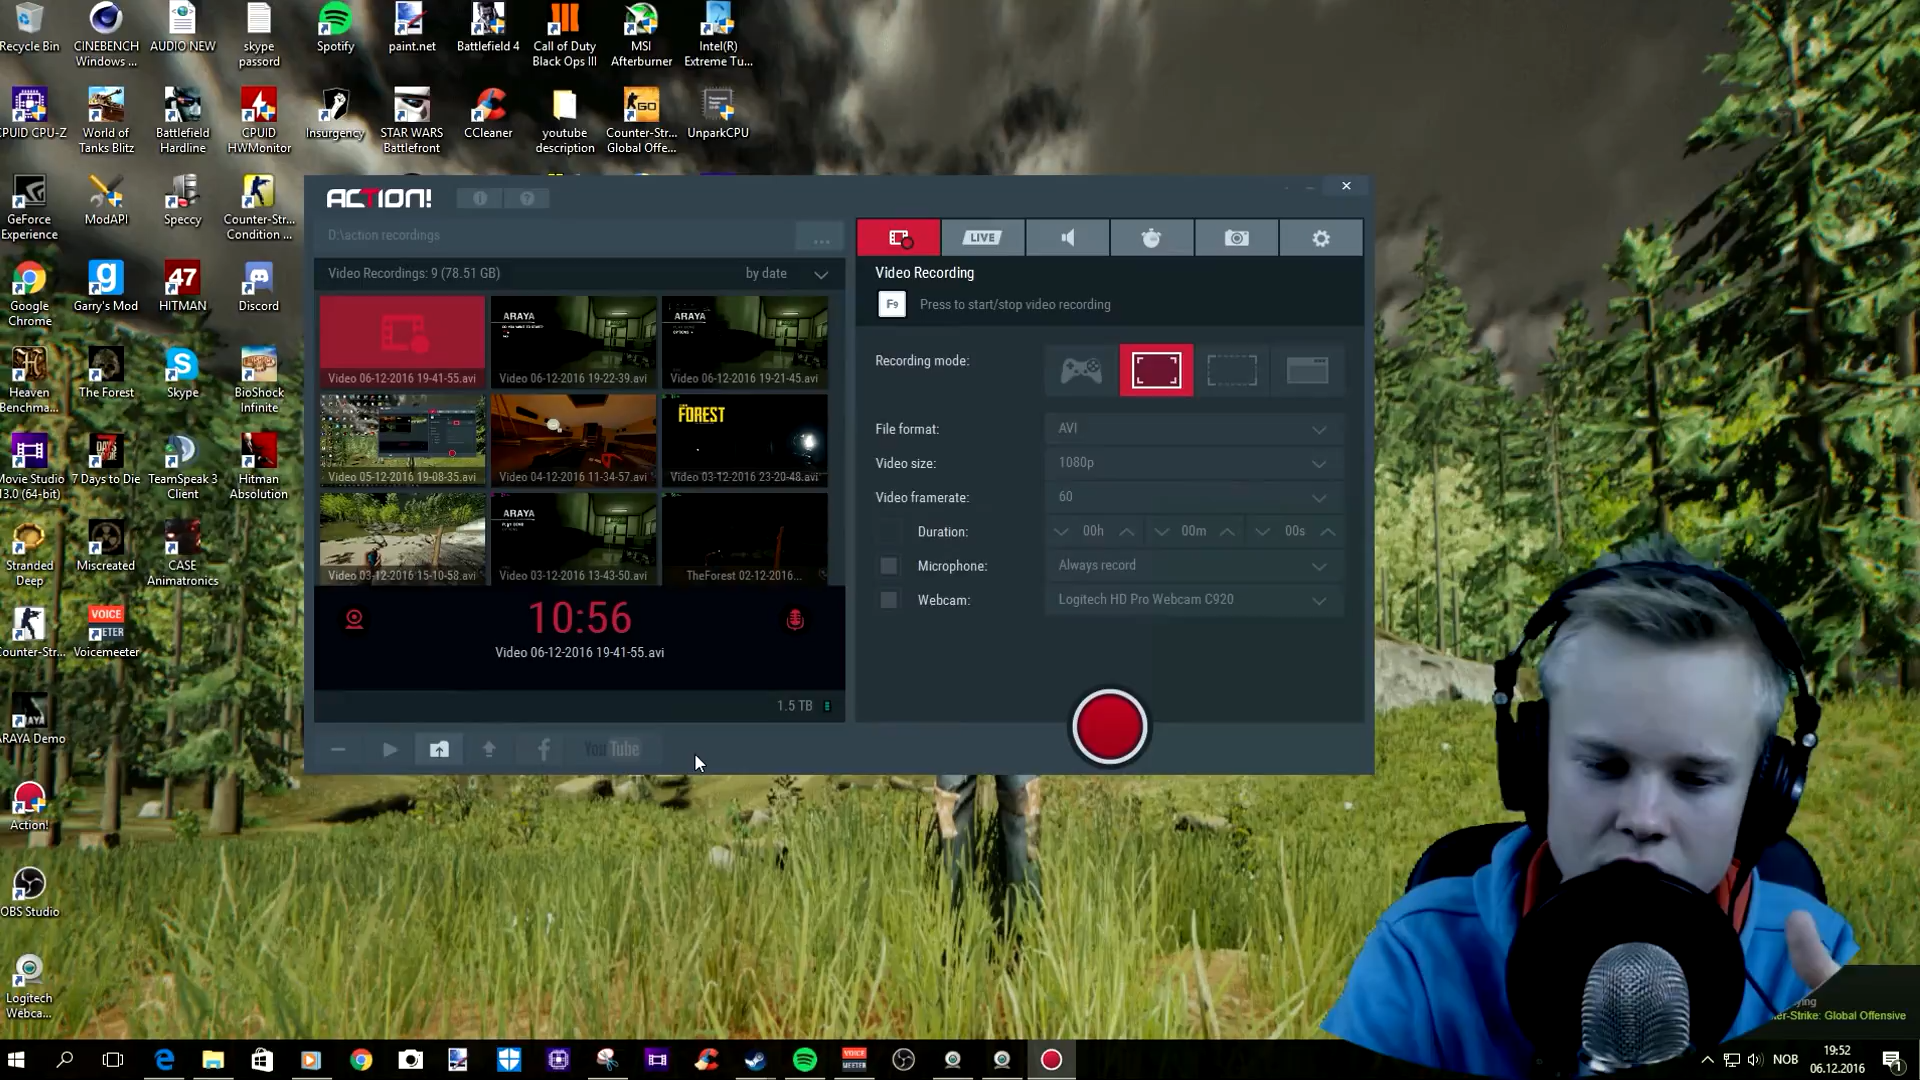 Recycle Bin
CINEBENCH
Windows ...
AUDIO NEW
skype
passord
Spotify
paint.net
Battlefield 4
Call of Duty
Black Ops III
MSI
Afterburner
Intel(R)
Extreme Tu...
CPUID CPU-Z
World of
Tanks Blitz
Battlefield
Hardline
CPUID
HWMonitor
Insurgency
STAR WARS
Battlefront
CCleaner
youtube
description
GO
Counter-Str...
Global Offe...
UnparkCPU
GeForce
Experience
ModAPI
Speccy
Counter-Str...
Condition ...
Google
Chrome
Garry's Mod
47
HITMAN
Discord
Heaven
Benchma...
The Forest
Skype
BioShock
Infinite
Movie Studio
13.0 (64-bit)
7 Days to Die
TeamSpeak 3
Client
Hitman
Absolution
Stranded
Deep
Miscreated
CASE
Animatronics
VOICE
MEETER
Counter-Str...
Voicemeeter
ARAYA Demo
Action!
OBS Studio
Logitech
Webca...
ACTION!
D:\action recordings
...
Video Recordings: 9 (78.51 GB)
by date
Video 06-12-2016 19-41-55.avi
ARAYA
Video 06-12-2016 19-22-39.avi
ARAYA
Video 06-12-2016 19-21-45.avi
Video 05-12-2016 19-08-35.avi
Video 04-12-2016 11-34-57.avi
THE FOREST
Video 03-12-2016 23-20-48.avi
Video 03-12-2016 15-10-58.avi
ARAYA
Video 03-12-2016 13-43-50.avi
TheForest 02-12-2016...
10:56
Video 06-12-2016 19-41-55.avi
1.5 TB
YouTube
LIVE
Video Recording
F9
Press to start/stop video recording
Recording mode:
File format:
AVI
Video size:
1080p
Video framerate:
60
Duration:
00h
00m
00s
Microphone:
Always record
Webcam:
Logitech HD Pro Webcam C920
ying
ter-Strike: Global Offensive
VOICE
MEETER
NOB
19:52
06.12.2016
1